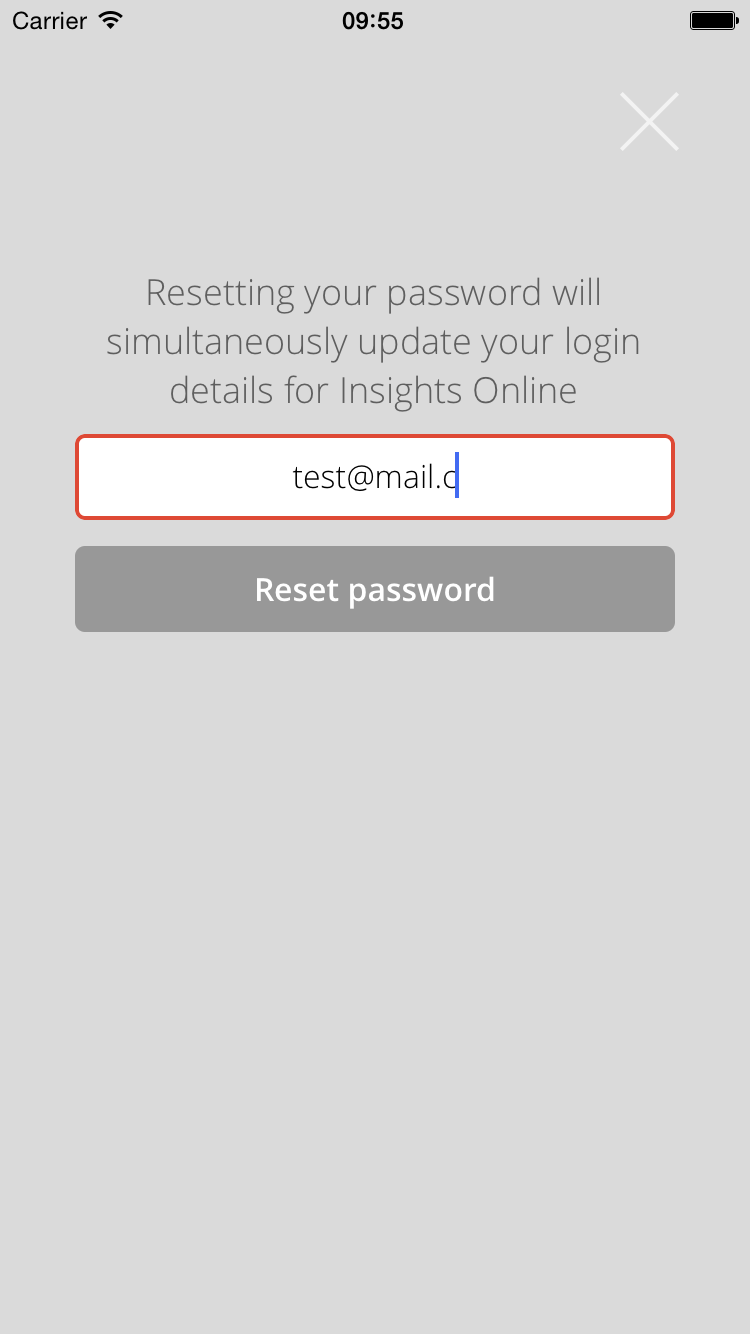 Carrier 09:55
Resetting your password will
simultaneously update your login
details for Insights Online
test@mail.c
Reset password